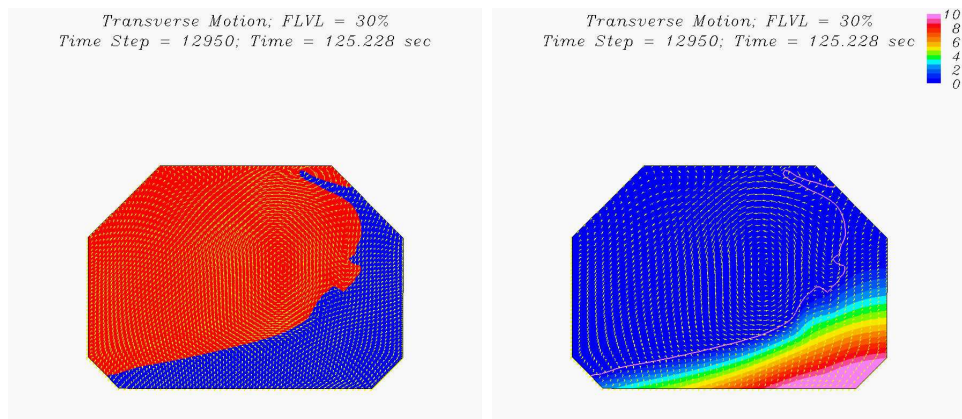 Transverse Motion; FLVL = 30%
Time Step = 12950; Time = 125.228 sec
Transverse Motion; FLVL = 30%
Time Step = 12950; Time = 125.228 sec
10
8
6
4
2
0